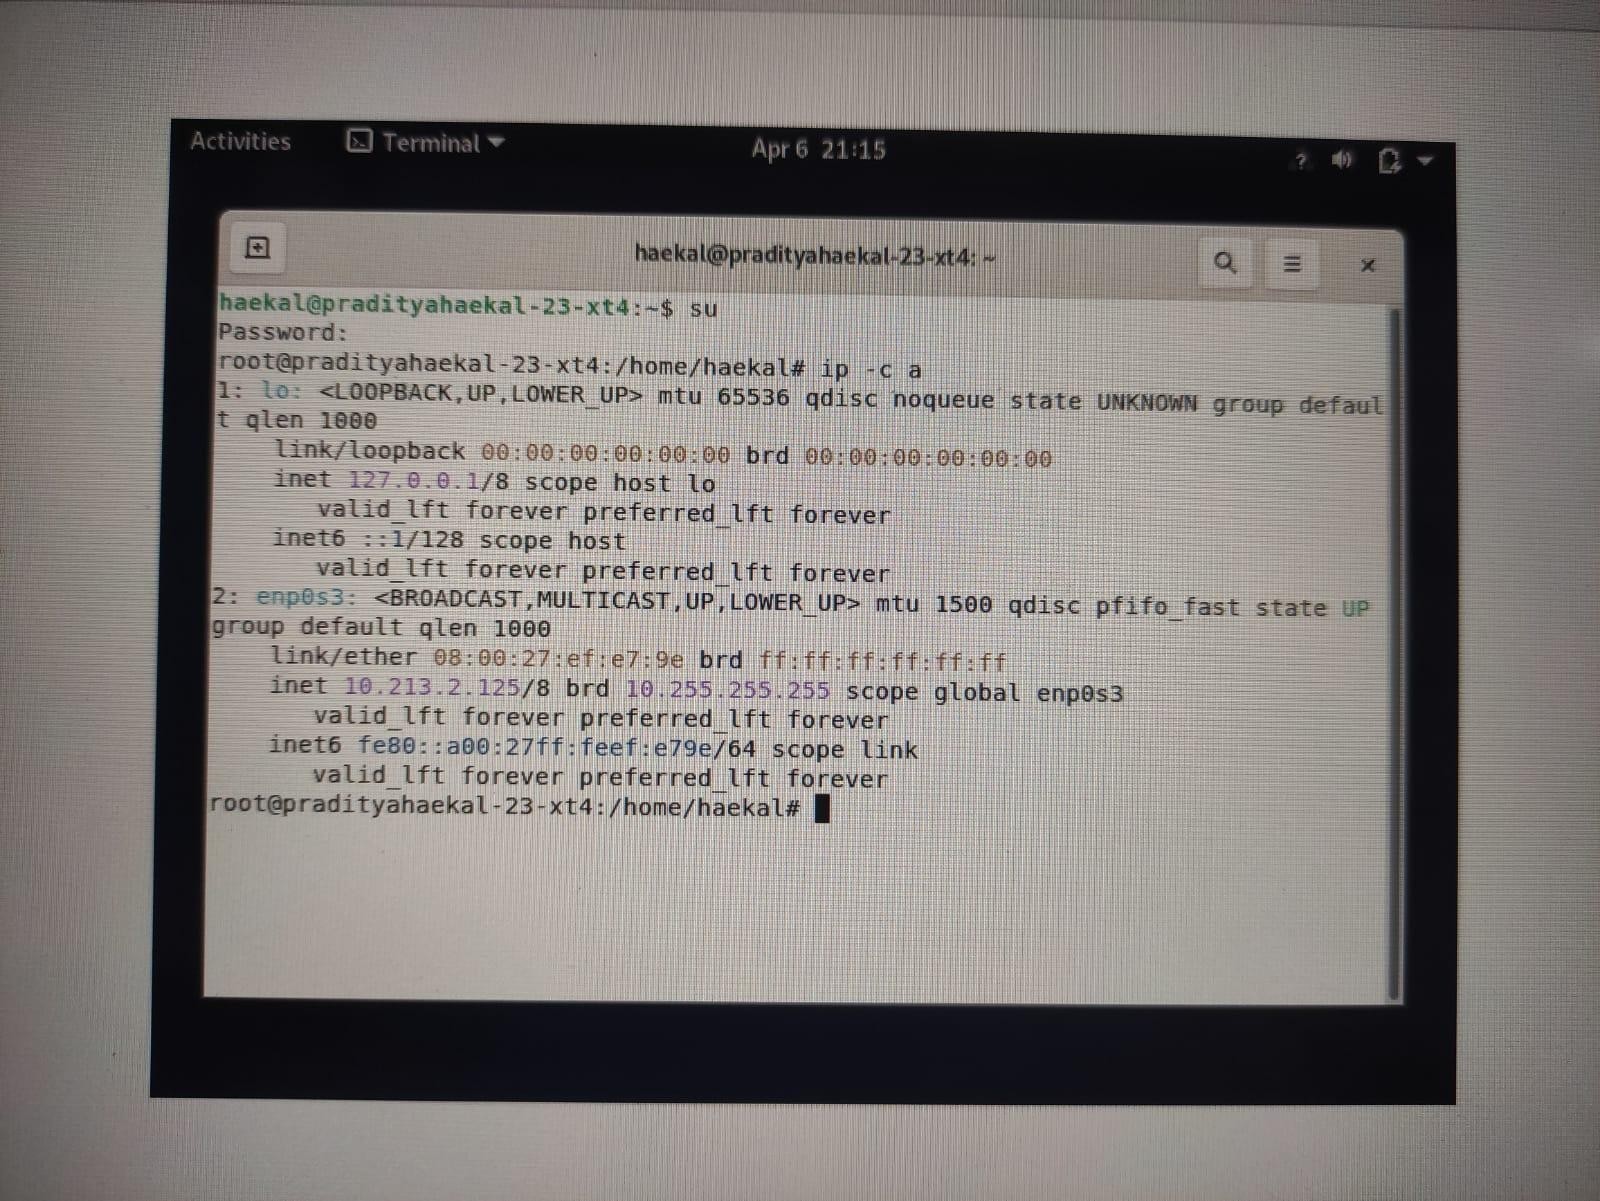 Activities Terminal Apr 6 21:15 ?
haekal@pradityahaekal-23-xt4: ~
haekal@pradityahaekal-23-xt4:~$ su
Password:
root@pradityahaekal-23-xt4:/home/haekal# ip -c a
1: lo: <LOOPBACK,UP,LOWER_UP> mtu 65536 qdisc noqueue state UNKNOWN group defaul
t qlen 1000
    link/loopback 00:00:00:00:00:00 brd 00:00:00:00:00:00
    inet 127.0.0.1/8 scope host lo
       valid_lft forever preferred_lft forever
    inet6 ::1/128 scope host
       valid_lft forever preferred_lft forever
2: enp0s3: <BROADCAST,MULTICAST,UP,LOWER_UP> mtu 1500 qdisc pfifo_fast state UP
group default qlen 1000
    link/ether 08:00:27:ef:e7:9e brd ff:ff:ff:ff:ff:ff
    inet 10.213.2.125/8 brd 10.255.255.255 scope global enp0s3
       valid_lft forever preferred_lft forever
    inet6 fe80::a00:27ff:feef:e79e/64 scope link
       valid_lft forever preferred_lft forever
root@pradityahaekal-23-xt4:/home/haekal#